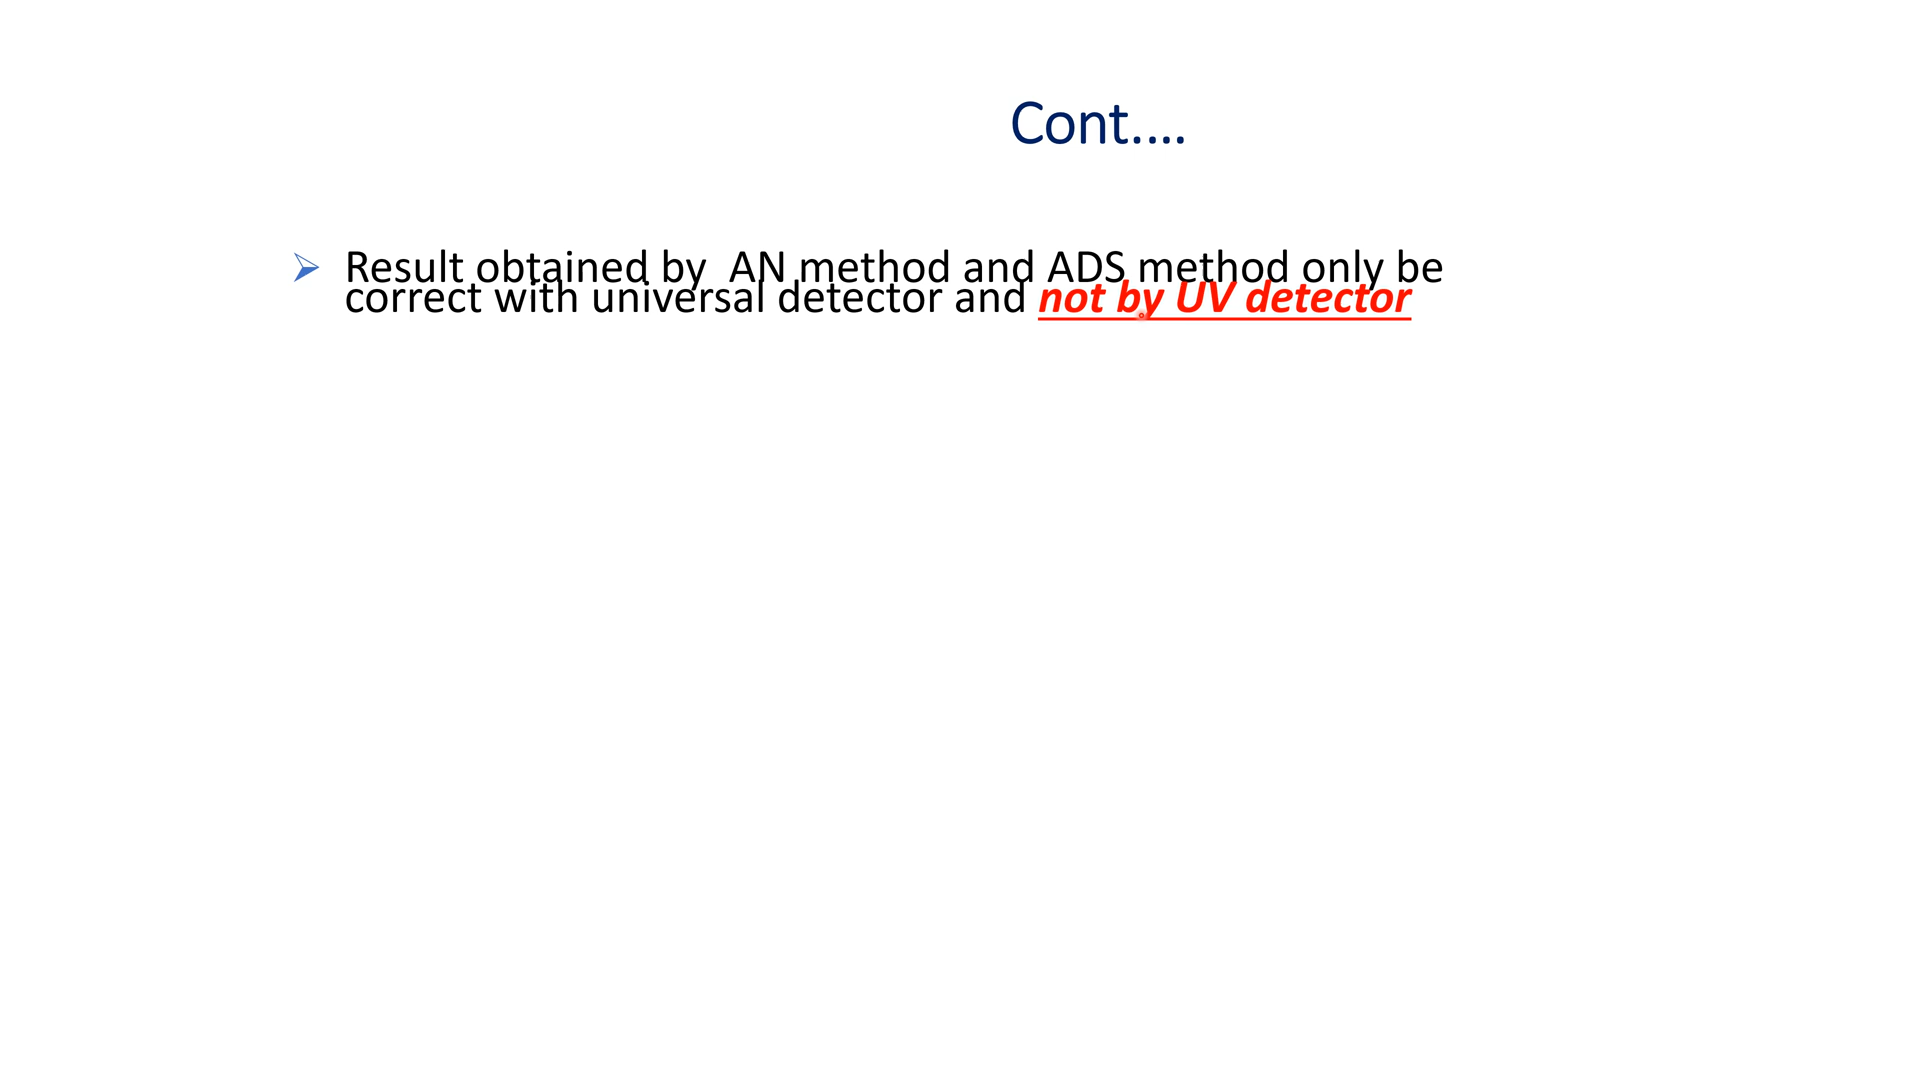 Cont.…
Result obtained by  AN method and ADS method only be
correct with universal detector and not by UV detector